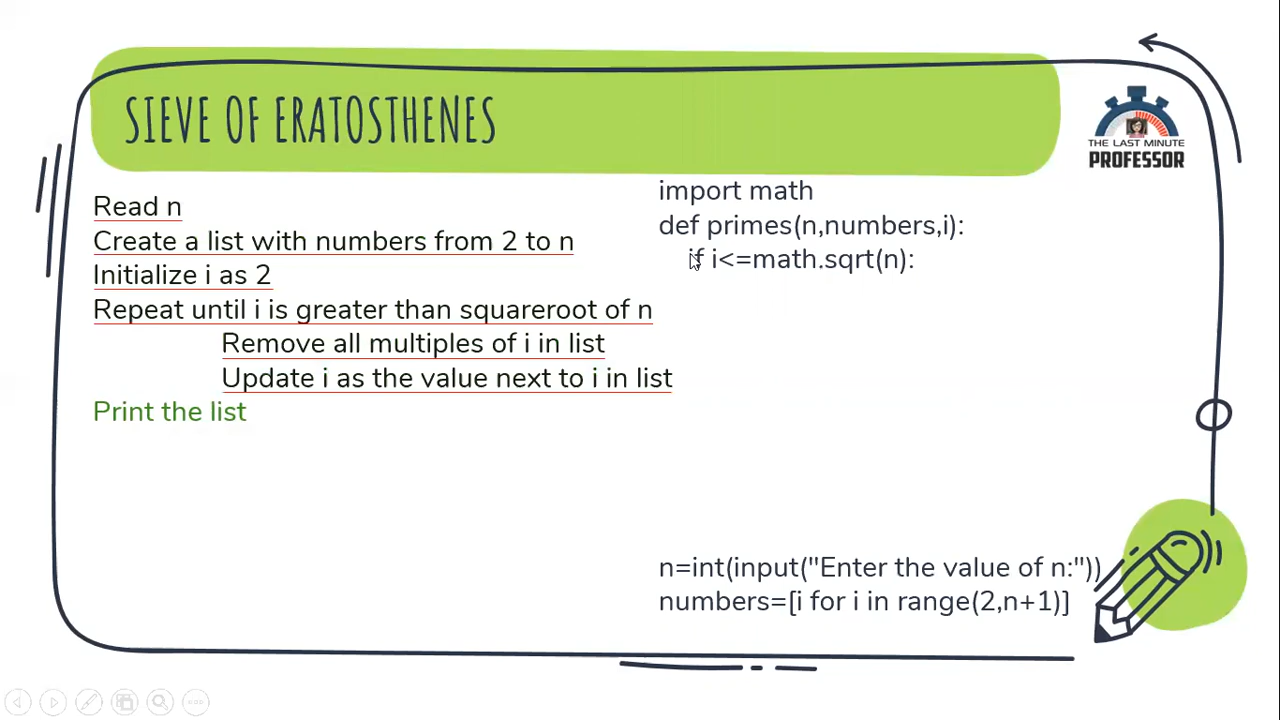 SIEVE OF ERATOSTHENES
THE LAST MINUTE
PROFESSOR
Read n
Create a list with numbers from 2 to n
Initialize i as 2
Repeat until i is greater than squareroot of n
Remove all multiples of i in list
Update i as the value next to i in list
Print the list
import math
def primes(n,numbers,i):
if i<=math.sqrt(n):
n=int(input("Enter the value of n:"))
numbers=[i for i in range(2,n+1)]